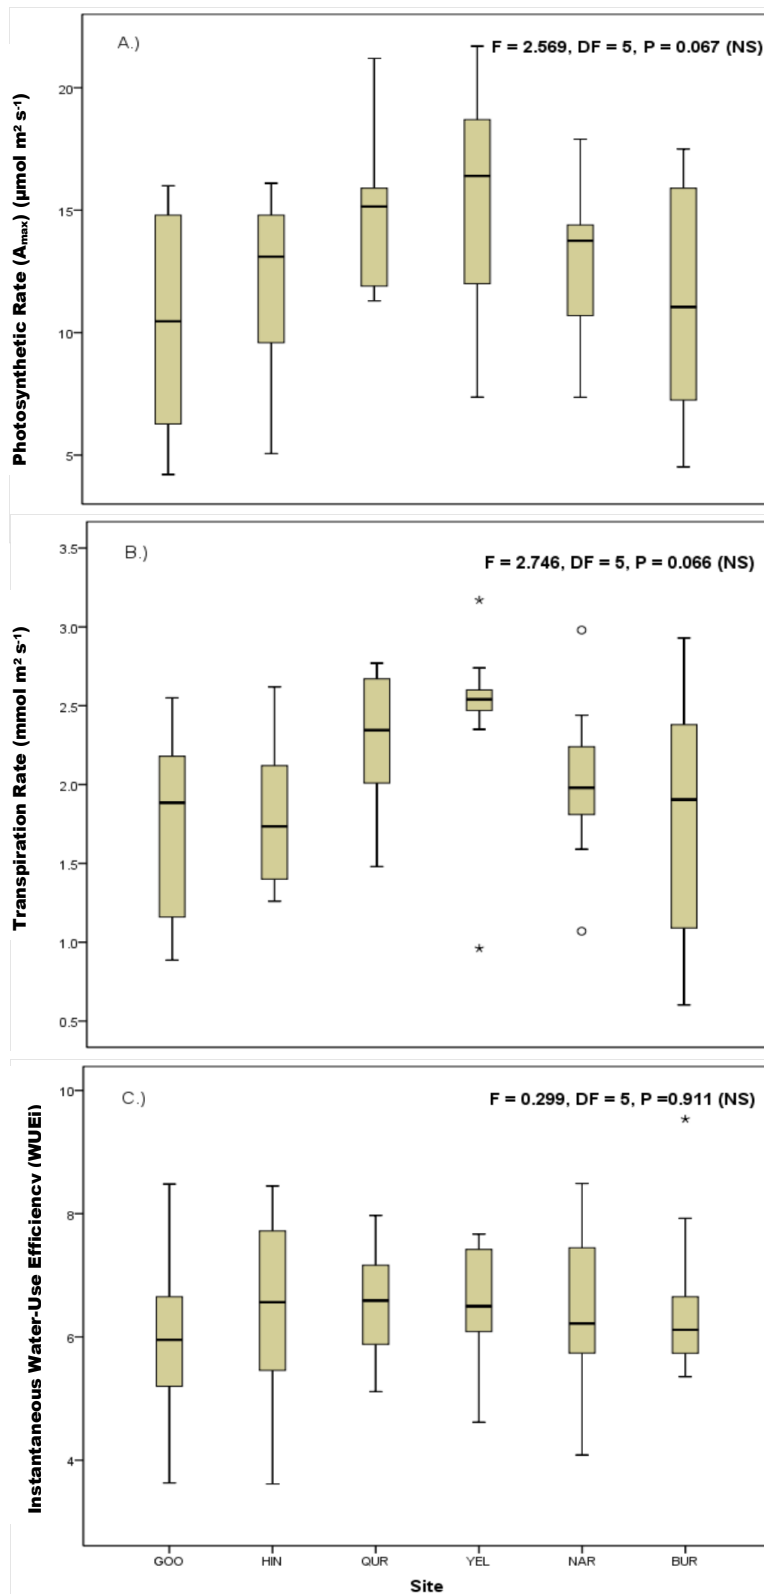 A.)
F = 2.569, DF = 5, P = 0.067 (NS)
Photosynthetic Rate (Amax) (µmol m² s⁻¹)
20
15
10
5
B.)
F = 2.746, DF = 5, P = 0.066 (NS)
Transpiration Rate (mmol m² s⁻¹)
3.5
3.0
2.5
2.0
1.5
1.0
0.5
C.)
F = 0.299, DF = 5, P =0.911 (NS)
Instantaneous Water-Use Efficiency (WUEi)
10
8
6
4
GOO HIN QUR YEL NAR BUR
Site